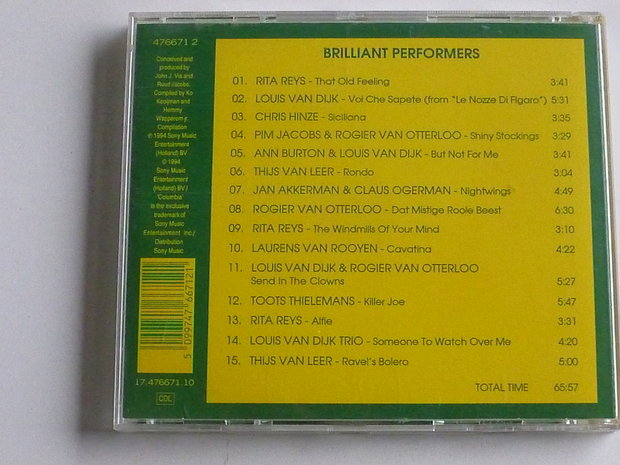 476671 2
Conceived and
produced by
John J. Vis and
Ruud Jacobs.
Compiled by Ko
Kooijman and
Hemmy
Wapperom jr.
Compilation
℗ 1994 Sony Music
Entertainment
(Holland) BV
© 1994
Sony Music
Entertainment
(Holland) BV /
'Columbia'
is the exclusive
trademark of
Sony Music
Entertainment Inc./
Distribution
Sony Music
5 099747 667121
17.476671.10
CDL
BRILLIANT PERFORMERS
01. RITA REYS - That Old Feeling 3:41
02. LOUIS VAN DIJK - Voi Che Sapete (from "Le Nozze Di Figaro") 5:31
03. CHRIS HINZE - Siciliana 3:35
04. PIM JACOBS & ROGIER VAN OTTERLOO - Shiny Stockings 3:29
05. ANN BURTON & LOUIS VAN DIJK - But Not For Me 3:41
06. THIJS VAN LEER - Rondo 3:04
07. JAN AKKERMAN & CLAUS OGERMAN - Nightwings 4:49
08. ROGIER VAN OTTERLOO - Dat Mistige Rooie Beest 6:30
09. RITA REYS - The Windmills Of Your Mind 3:10
10. LAURENS VAN ROOYEN - Cavatina 4:22
11. LOUIS VAN DIJK & ROGIER VAN OTTERLOO
Send In The Clowns 5:27
12. TOOTS THIELEMANS - Killer Joe 5:47
13. RITA REYS - Alfie 3:31
14. LOUIS VAN DIJK TRIO - Someone To Watch Over Me 4:20
15. THIJS VAN LEER - Ravel's Bolero 5:00
TOTAL TIME 65:57